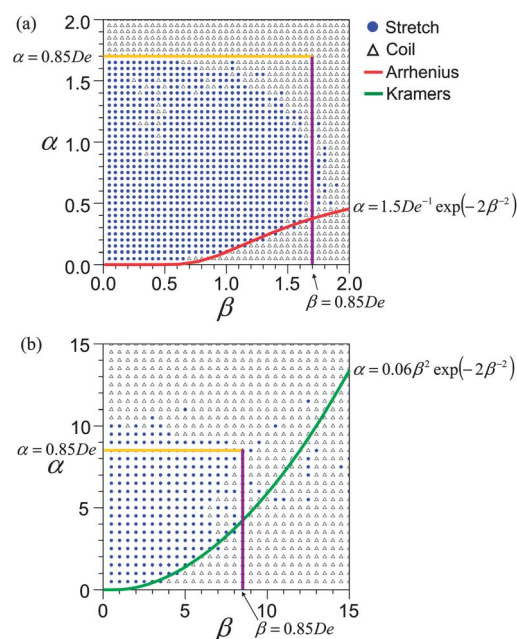 (a)
2.0
α = 0.85De
1.5
α
1.0
0.5
0.0
0.0 0.5 1.0 1.5 2.0
β
β = 0.85De
α = 1.5De⁻¹ exp(−2β⁻²)
Stretch
Coil
Arrhenius
Kramers
(b)
15
10
α = 0.85De
α
5
0
0 5 10 15
β
β = 0.85De
α = 0.06β² exp(−2β⁻²)